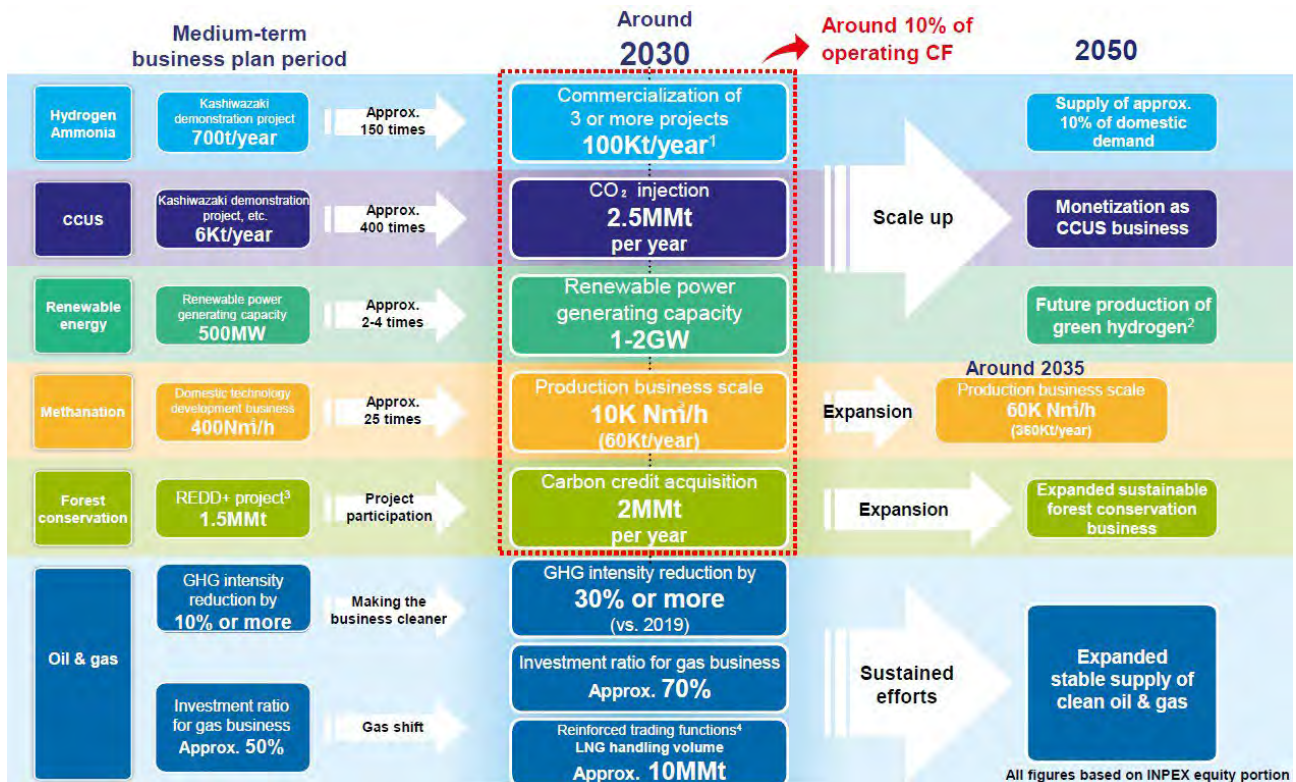 Medium-term
business plan period
Around
2030
Around 10% of
operating CF
2050
Hydrogen
Ammonia
Kashiwazaki
demonstration project
700t/year
Approx.
150 times
Commercialization of
3 or more projects
100Kt/year¹
Supply of approx.
10% of domestic
demand
CCUS
Kashiwazaki demonstration
project, etc.
6Kt/year
Approx.
400 times
CO₂ injection
2.5MMt
per year
Scale up
Monetization as
CCUS business
Renewable
energy
Renewable power
generating capacity
500MW
Approx.
2-4 times
Renewable power
generating capacity
1-2GW
Future production of
green hydrogen²
Methanation
Domestic technology
development business
400Nm³/h
Approx.
25 times
Production business scale
10K Nm³/h
(60Kt/year)
Expansion
Around 2035
Production business scale
60K Nm³/h
(360Kt/year)
Forest
conservation
REDD+ project³
1.5MMt
Project
participation
Carbon credit acquisition
2MMt
per year
Expansion
Expanded sustainable
forest conservation
business
Oil & gas
GHG intensity
reduction by
10% or more
Making the
business cleaner
GHG intensity reduction by
30% or more
(vs. 2019)
Investment ratio
for gas business
Approx. 50%
Gas shift
Investment ratio for gas business
Approx. 70%
Reinforced trading functions⁴
LNG handling volume
Approx. 10MMt
Sustained
efforts
Expanded
stable supply of
clean oil & gas
All figures based on INPEX equity portion